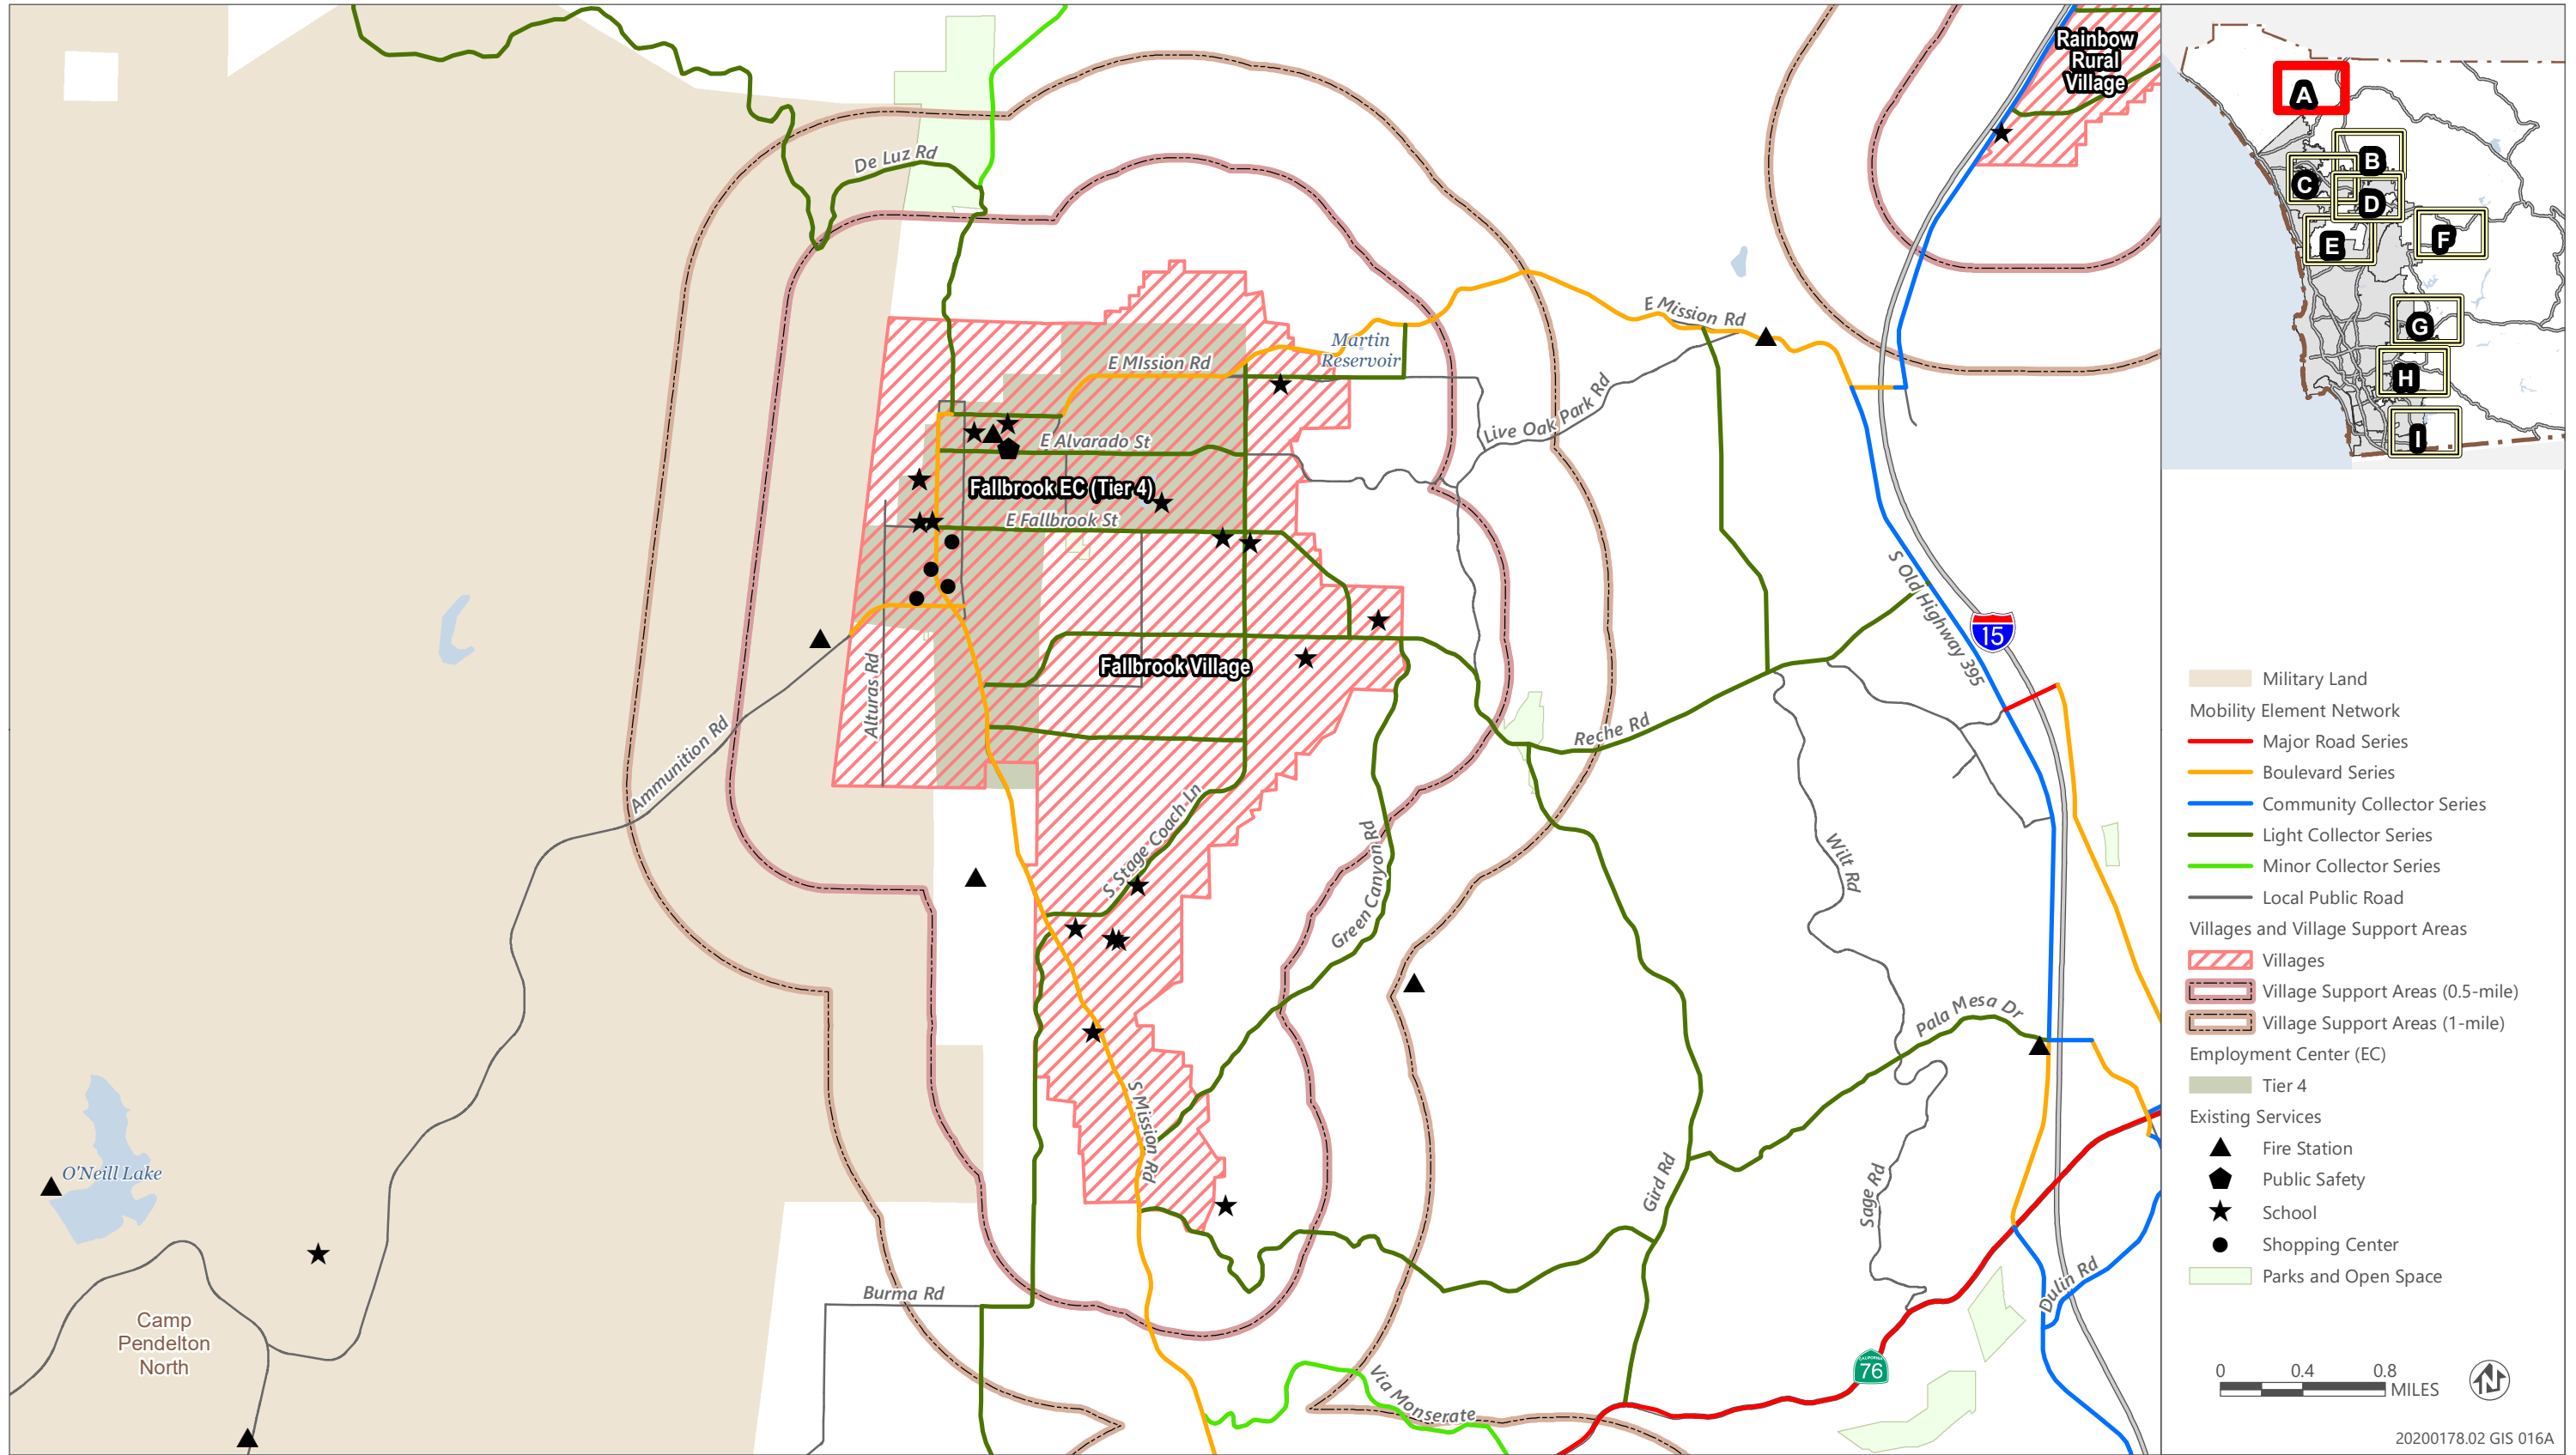 Rainbow
Rural
Village
De Luz Rd
E Mission Rd
Martin
Reservoir
E MIssion Rd
Live Oak Park Rd
E Alvarado St
Fallbrook EC (Tier 4)
E Fallbrook St
S Old Highway 395
15
Fallbrook Village
Alturas Rd
Ammunition Rd
Reche Rd
S Stage Coach Ln
Green Canyon Rd
Wilt Rd
Pala Mesa Dr
S Mission Rd
O'Neill Lake
Gird Rd
Sage Rd
Dulin Rd
Burma Rd
Camp
Pendelton
North
Via Monserate
CALIFORNIA
76
A
B
C
D
E
F
G
H
I
Military Land
Mobility Element Network
Major Road Series
Boulevard Series
Community Collector Series
Light Collector Series
Minor Collector Series
Local Public Road
Villages and Village Support Areas
Villages
Village Support Areas (0.5-mile)
Village Support Areas (1-mile)
Employment Center (EC)
Tier 4
Existing Services
Fire Station
Public Safety
School
Shopping Center
Parks and Open Space
0 0.4 0.8
MILES
N
20200178.02 GIS 016A